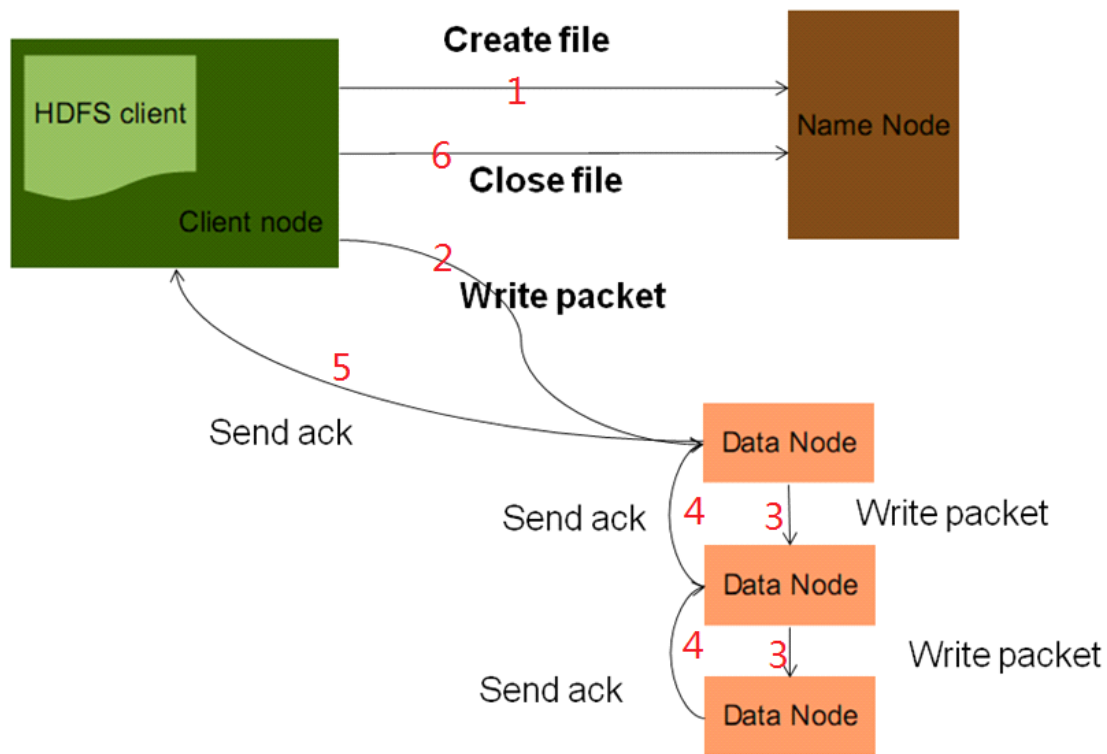 Create file
1
HDFS client
Name Node
6
Close file
Client node
2
Write packet
5
Send ack
Data Node
4
3
Send ack
Write packet
Data Node
4
3
Write packet
Send ack
Data Node